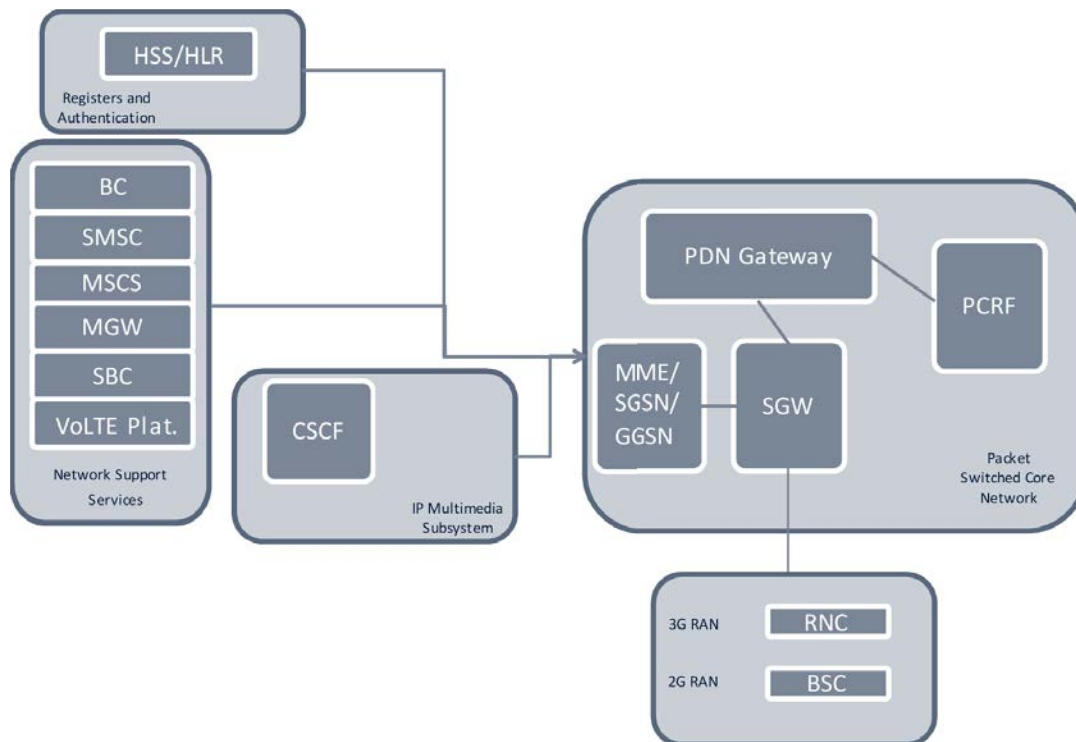 HSS/HLR
Registers and
Authentication
BC
SMSC
MSCS
MGW
SBC
VoLTE Plat.
Network Support
Services
CSCF
IP Multimedia
Subsystem
PDN Gateway
PCRF
MME/
SGSN/
GGSN
SGW
Packet
Switched Core
Network
3G RAN
RNC
2G RAN
BSC